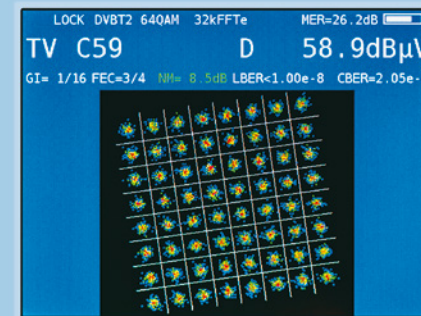 LOCK DVBT2 64QAM 32kFFTe MER=26.2dB
TV C59 D 58.9dBµV
GI= 1/16 FEC=3/4 NM= 8.5dB LBER<1.00e-8 CBER=2.05e-